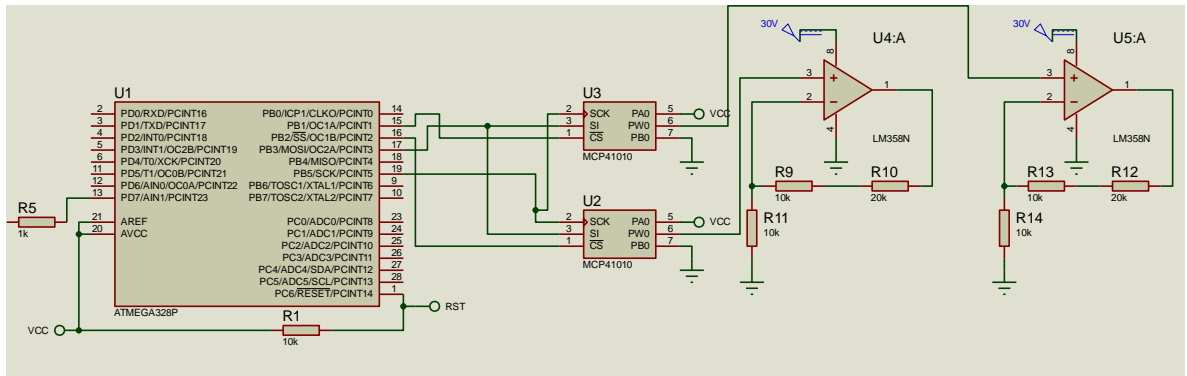 30V
U4:A
30V
U5:A
8
8
3
2
1
4
LM358N
3
2
1
4
LM358N
U1
2 PD0/RXD/PCINT16
3 PD1/TXD/PCINT17
4 PD2/INT0/PCINT18
5 PD3/INT1/OC2B/PCINT19
6 PD4/T0/XCK/PCINT20
11 PD5/T1/OC0B/PCINT21
12 PD6/AIN0/OC0A/PCINT22
13 PD7/AIN1/PCINT23
21 AREF
20 AVCC
PB0/ICP1/CLKO/PCINT0 14
PB1/OC1A/PCINT1 15
PB2/SS/OC1B/PCINT2 16
PB3/MOSI/OC2A/PCINT3 17
PB4/MISO/PCINT4 18
PB5/SCK/PCINT5 19
PB6/TOSC1/XTAL1/PCINT6 9
PB7/TOSC2/XTAL2/PCINT7 10
PC0/ADC0/PCINT8 23
PC1/ADC1/PCINT9 24
PC2/ADC2/PCINT10 25
PC3/ADC3/PCINT11 26
PC4/ADC4/SDA/PCINT12 27
PC5/ADC5/SCL/PCINT13 28
PC6/RESET/PCINT14 1
ATMEGA328P
R5
1k
VCC
R1
10k
RST
U3
2 SCK PA0 5
3 SI PW0 6
1 CS PB0 7
MCP41010
VCC
U2
2 SCK PA0 5
3 SI PW0 6
1 CS PB0 7
MCP41010
VCC
R9
10k
R10
20k
R11
10k
R13
10k
R12
20k
R14
10k